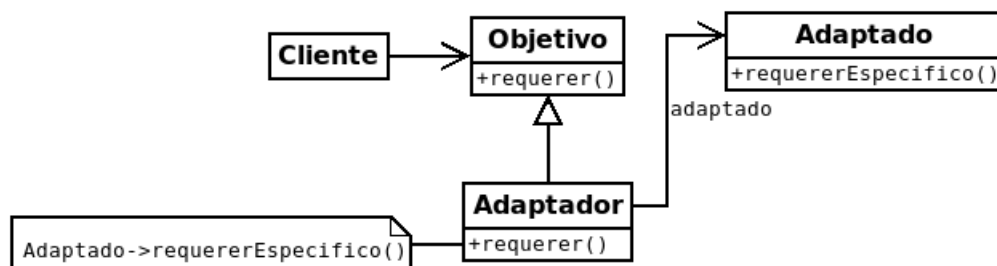 Cliente
Objetivo
+requerer()
Adaptado
+requererEspecifico()
adaptado
Adaptador
+requerer()
Adaptado->requererEspecifico()